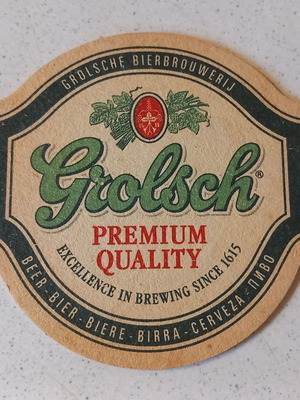 GROLSCHE BIERBROUWERIJ
Grolsch®
PREMIUM
QUALITY
EXCELLENCE IN BREWING SINCE 1615
BEER - BIER - BIERE - BIRRA - CERVEZA - ПИВО